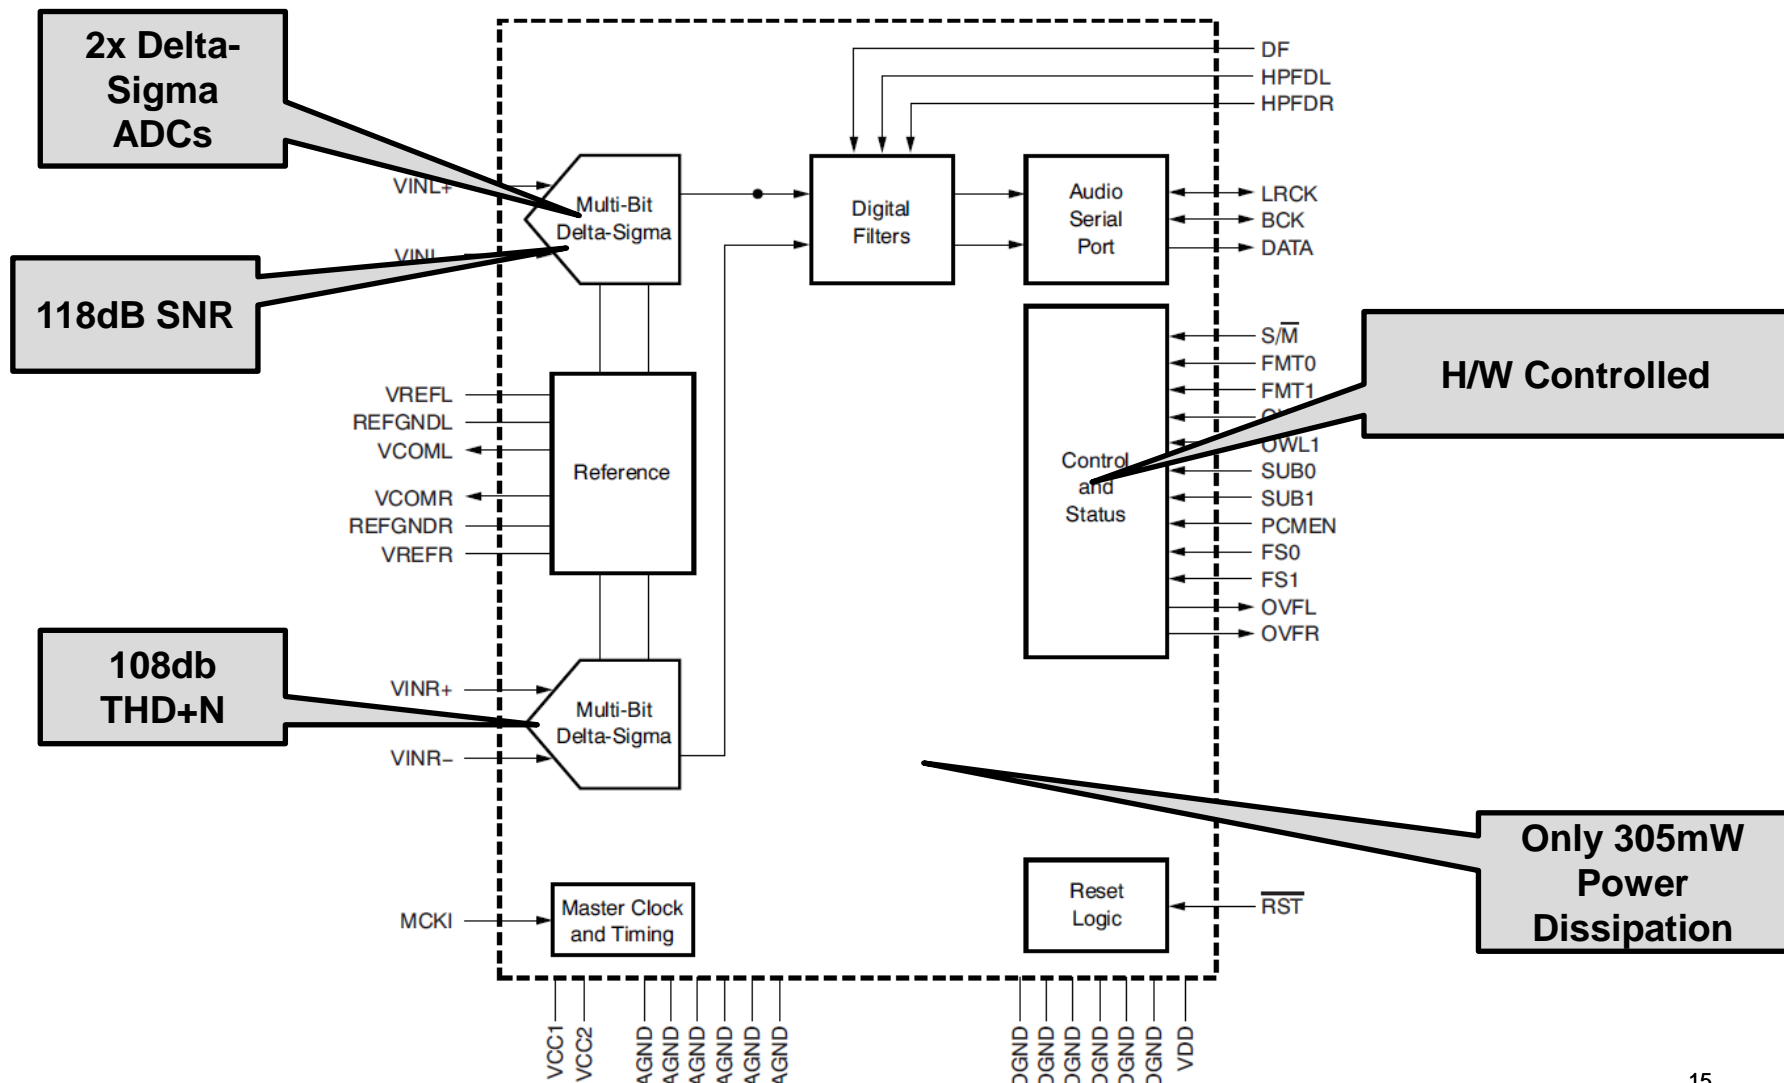 2x Delta-
Sigma
ADCs
118dB SNR
108db
THD+N
H/W Controlled
Only 305mW
Power
Dissipation
VINL+
Multi-Bit
Delta-Sigma
Digital
Filters
Audio
Serial
Port
DF
HPFDL
HPFDR
LRCK
BCK
DATA
VREFL
REFGNDL
VCOML
VCOMR
REFGNDR
VREFR
Reference
Control
and
Status
S/M̅
FMT0
FMT1
OWL1
SUB0
SUB1
PCMEN
FS0
FS1
OVFL
OVFR
VINR+
VINR−
Multi-Bit
Delta-Sigma
MCKI
Master Clock
and Timing
Reset
Logic
R̅S̅T̅
VCC1
VCC2
AGND
AGND
AGND
AGND
AGND
AGND
DGND
DGND
DGND
DGND
DGND
DGND
VDD
15